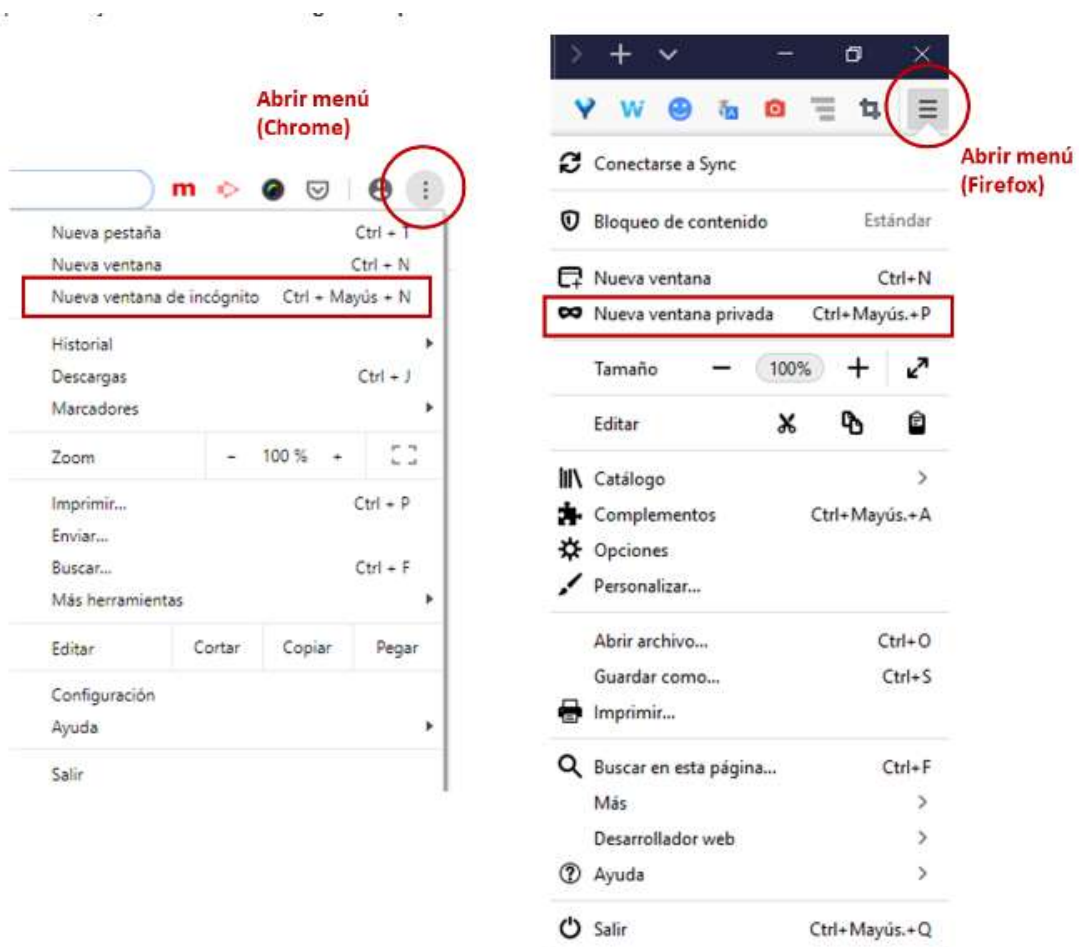 Abrir menú
(Chrome)
m
Nueva pestaña Ctrl + T
Nueva ventana Ctrl + N
Nueva ventana de incógnito Ctrl + Mayús + N
Historial
Descargas Ctrl + J
Marcadores
Zoom - 100 % +
Imprimir... Ctrl + P
Enviar...
Buscar... Ctrl + F
Más herramientas
Editar Cortar Copiar Pegar
Configuración
Ayuda
Salir
W
Abrir menú
(Firefox)
Conectarse a Sync
Bloqueo de contenido Estándar
Nueva ventana Ctrl+N
Nueva ventana privada Ctrl+Mayús.+P
Tamaño − 100% +
Editar
Catálogo
Complementos Ctrl+Mayús.+A
Opciones
Personalizar...
Abrir archivo... Ctrl+O
Guardar como... Ctrl+S
Imprimir...
Buscar en esta página... Ctrl+F
Más
Desarrollador web
Ayuda
Salir Ctrl+Mayús.+Q